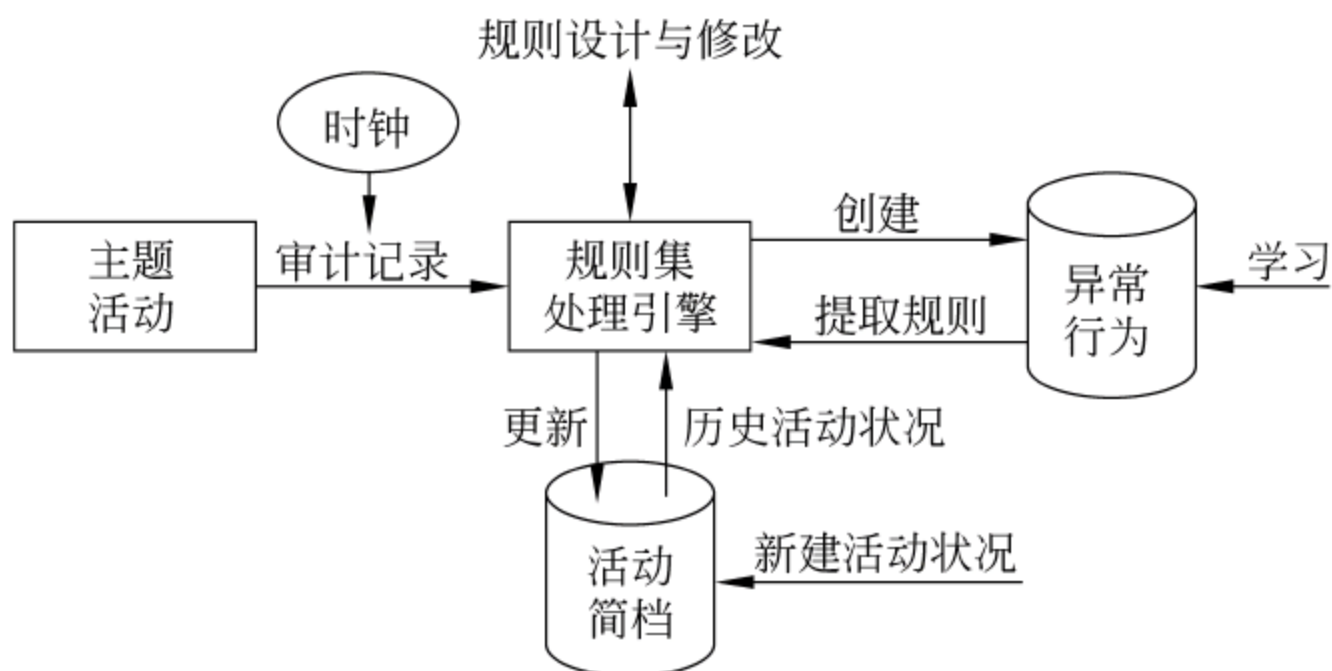 规则设计与修改
时钟
主题
活动
审计记录
规则集
处理引擎
创建
提取规则
异常
行为
学习
更新
历史活动状况
活动
简档
新建活动状况